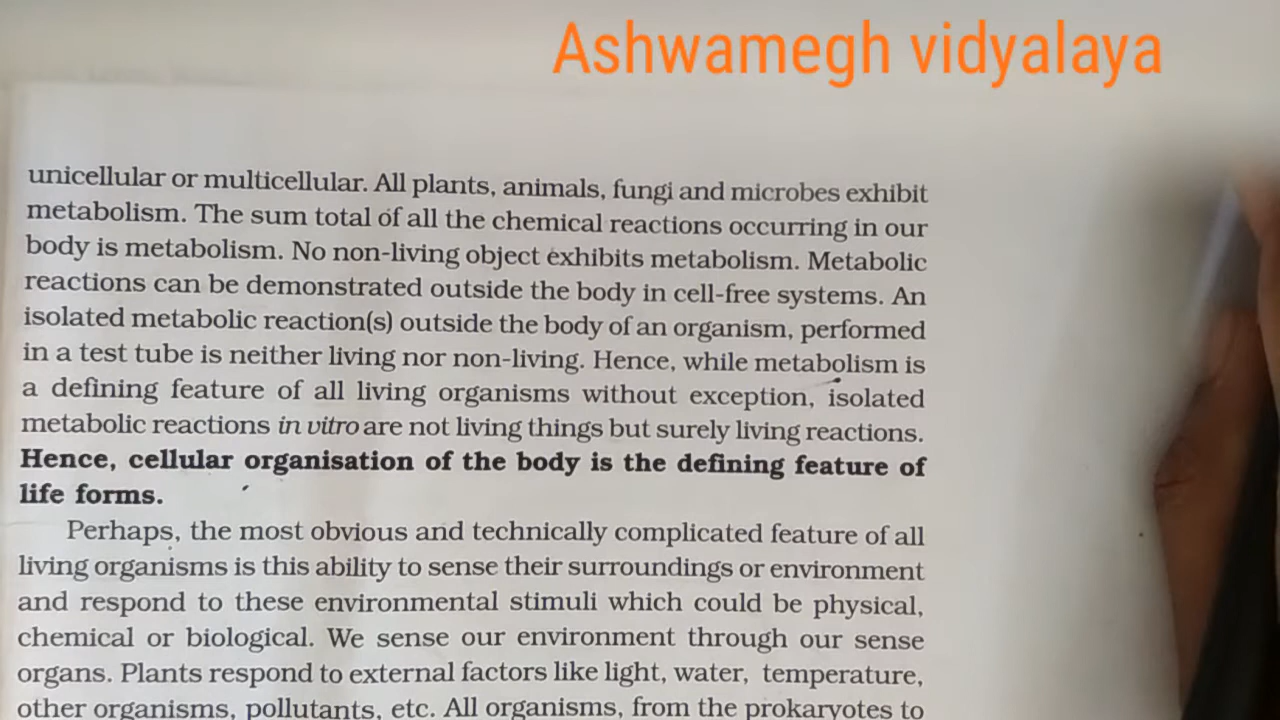 Ashwamegh vidyalaya
unicellular or multicellular. All plants, animals, fungi and microbes exhibit
metabolism. The sum total of all the chemical reactions occurring in our
body is metabolism. No non-living object exhibits metabolism. Metabolic
reactions can be demonstrated outside the body in cell-free systems. An
isolated metabolic reaction(s) outside the body of an organism, performed
in a test tube is neither living nor non-living. Hence, while metabolism is
a defining feature of all living organisms without exception, isolated
metabolic reactions in vitro are not living things but surely living reactions.
Hence, cellular organisation of the body is the defining feature of
life forms.
Perhaps, the most obvious and technically complicated feature of all
living organisms is this ability to sense their surroundings or environment
and respond to these environmental stimuli which could be physical,
chemical or biological. We sense our environment through our sense
organs. Plants respond to external factors like light, water, temperature,
other organisms, pollutants, etc. All organisms, from the prokaryotes to